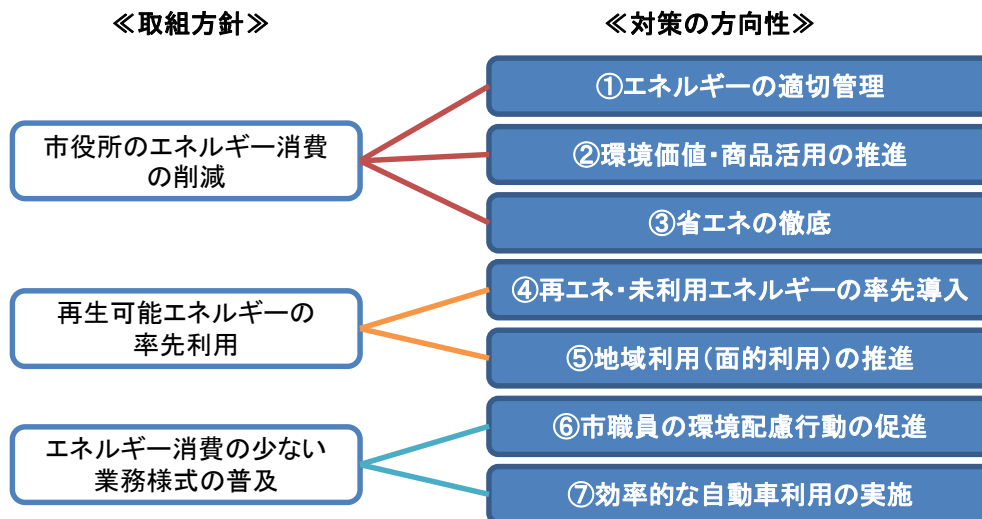 ≪取組方針≫
≪対策の方向性≫
市役所のエネルギー消費
の削減
①エネルギーの適切管理
②環境価値・商品活用の推進
③省エネの徹底
再生可能エネルギーの
率先利用
④再エネ・未利用エネルギーの率先導入
⑤地域利用(面的利用)の推進
エネルギー消費の少ない
業務様式の普及
⑥市職員の環境配慮行動の促進
⑦効率的な自動車利用の実施